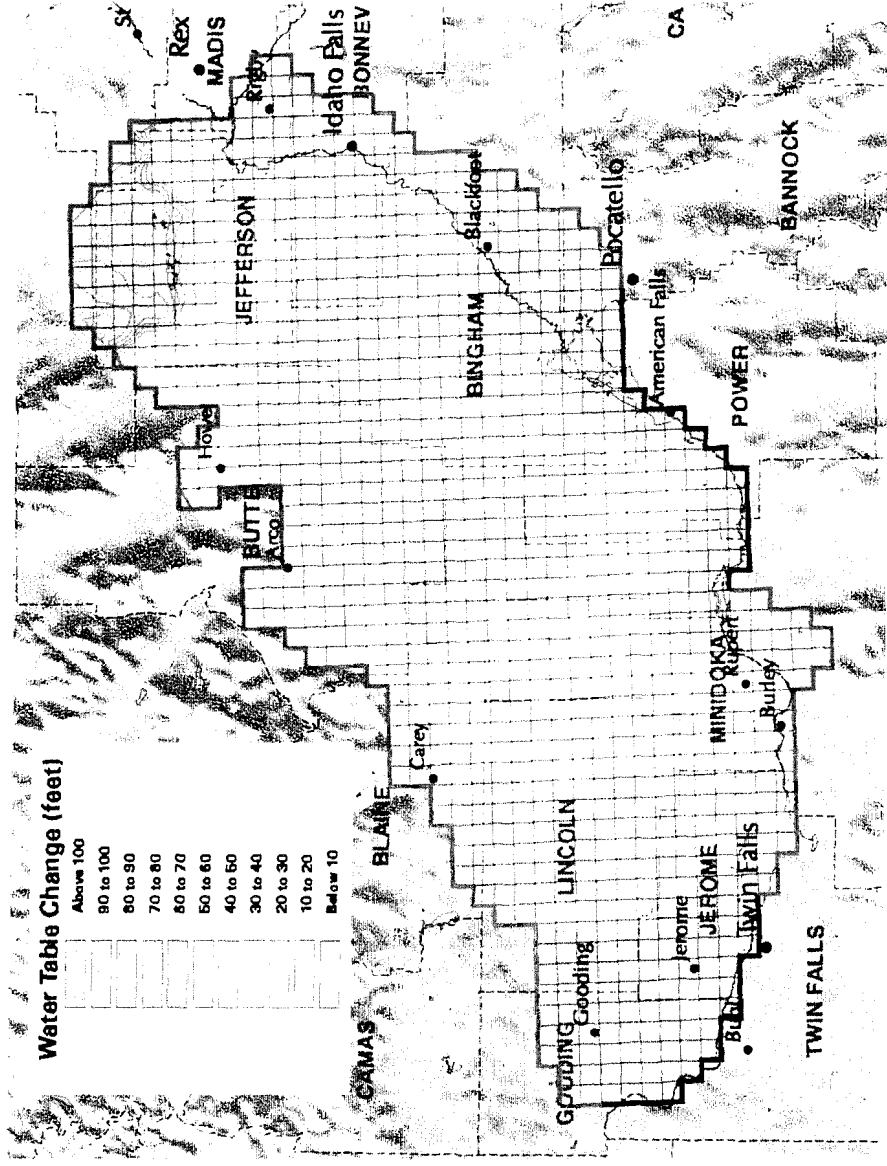 Water Table Change (feet)
Above 100
90 to 100
80 to 90
70 to 80
60 to 70
50 to 60
40 to 50
30 to 40
20 to 30
10 to 20
Below 10
CAMAS
BLAINE
Carey
BUTTE
Arco
Howe
JEFFERSON
St
Rex
MADIS
Rigby
Idaho Falls
BONNEV
GOODING
Gooding
LINCOLN
BINGHAM
Blackfoot
Pocatello
CA
Jerome
JEROME
MINIDOKA
Rupert
Burley
American Falls
POWER
BANNOCK
Buhl
Twin Falls
TWIN FALLS